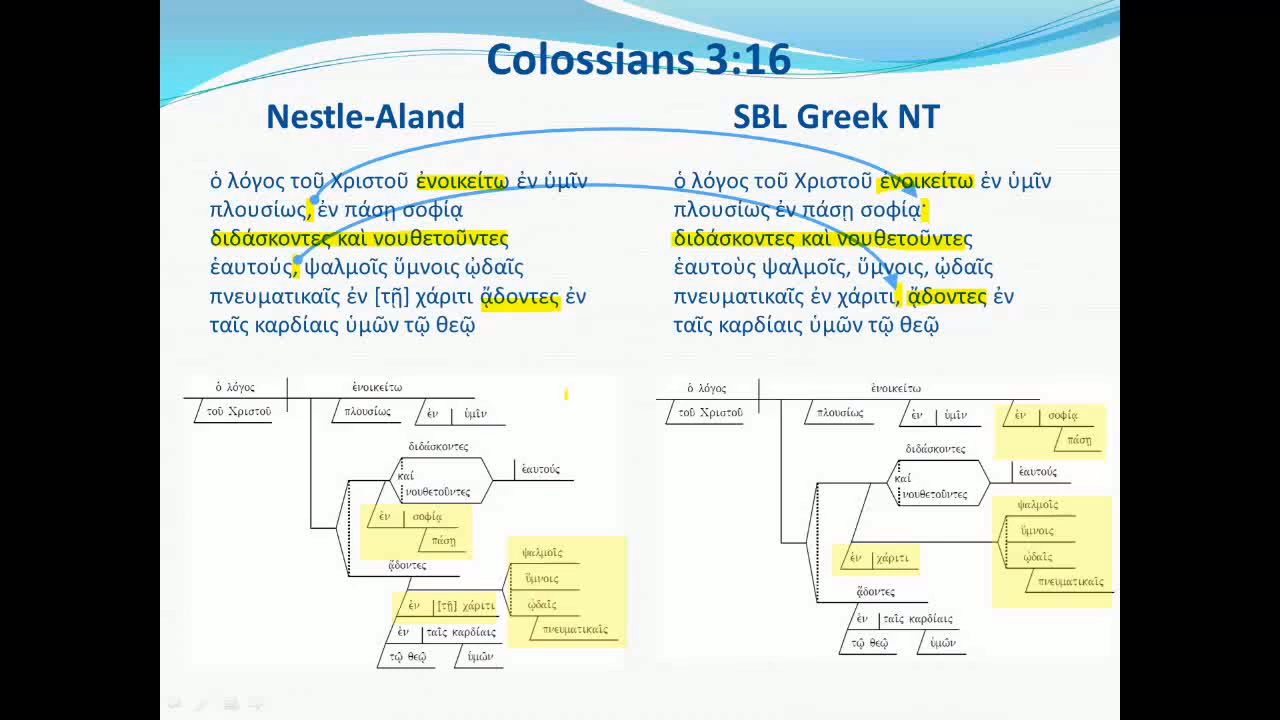 Colossians 3:16
Nestle-Aland
ὁ λόγος τοῦ Χριστοῦ ἐνοικείτω ἐν ὑμῖν
πλουσίως, ἐν πάσῃ σοφίᾳ
διδάσκοντες καὶ νουθετοῦντες
ἑαυτούς, ψαλμοῖς ὕμνοις ᾠδαῖς
πνευματικαῖς ἐν [τῇ] χάριτι ᾄδοντες ἐν
ταῖς καρδίαις ὑμῶν τῷ θεῷ
SBL Greek NT
ὁ λόγος τοῦ Χριστοῦ ἐνοικείτω ἐν ὑμῖν
πλουσίως ἐν πάσῃ σοφίᾳ·
διδάσκοντες καὶ νουθετοῦντες
ἑαυτοὺς ψαλμοῖς, ὕμνοις, ᾠδαῖς
πνευματικαῖς ἐν χάριτι, ᾄδοντες ἐν
ταῖς καρδίαις ὑμῶν τῷ θεῷ
ὁ λόγος ἐνοικείτω
τοῦ Χριστοῦ πλουσίως ἐν ὑμῖν
διδάσκοντες
καί ἑαυτούς
νουθετοῦντες
ἐν σοφίᾳ
πάσῃ
ψαλμοῖς
ᾄδοντες
ὕμνοις
ἐν [τῇ] χάριτι ᾠδαῖς
ἐν ταῖς καρδίαις πνευματικαῖς
τῷ θεῷ ὑμῶν
ὁ λόγος ἐνοικείτω
τοῦ Χριστοῦ πλουσίως ἐν ὑμῖν ἐν σοφίᾳ
πάσῃ
διδάσκοντες
καί ἑαυτούς
νουθετοῦντες
ψαλμοῖς
ὕμνοις
ἐν χάριτι ᾠδαῖς
πνευματικαῖς
ᾄδοντες
ἐν ταῖς καρδίαις
τῷ θεῷ ὑμῶν